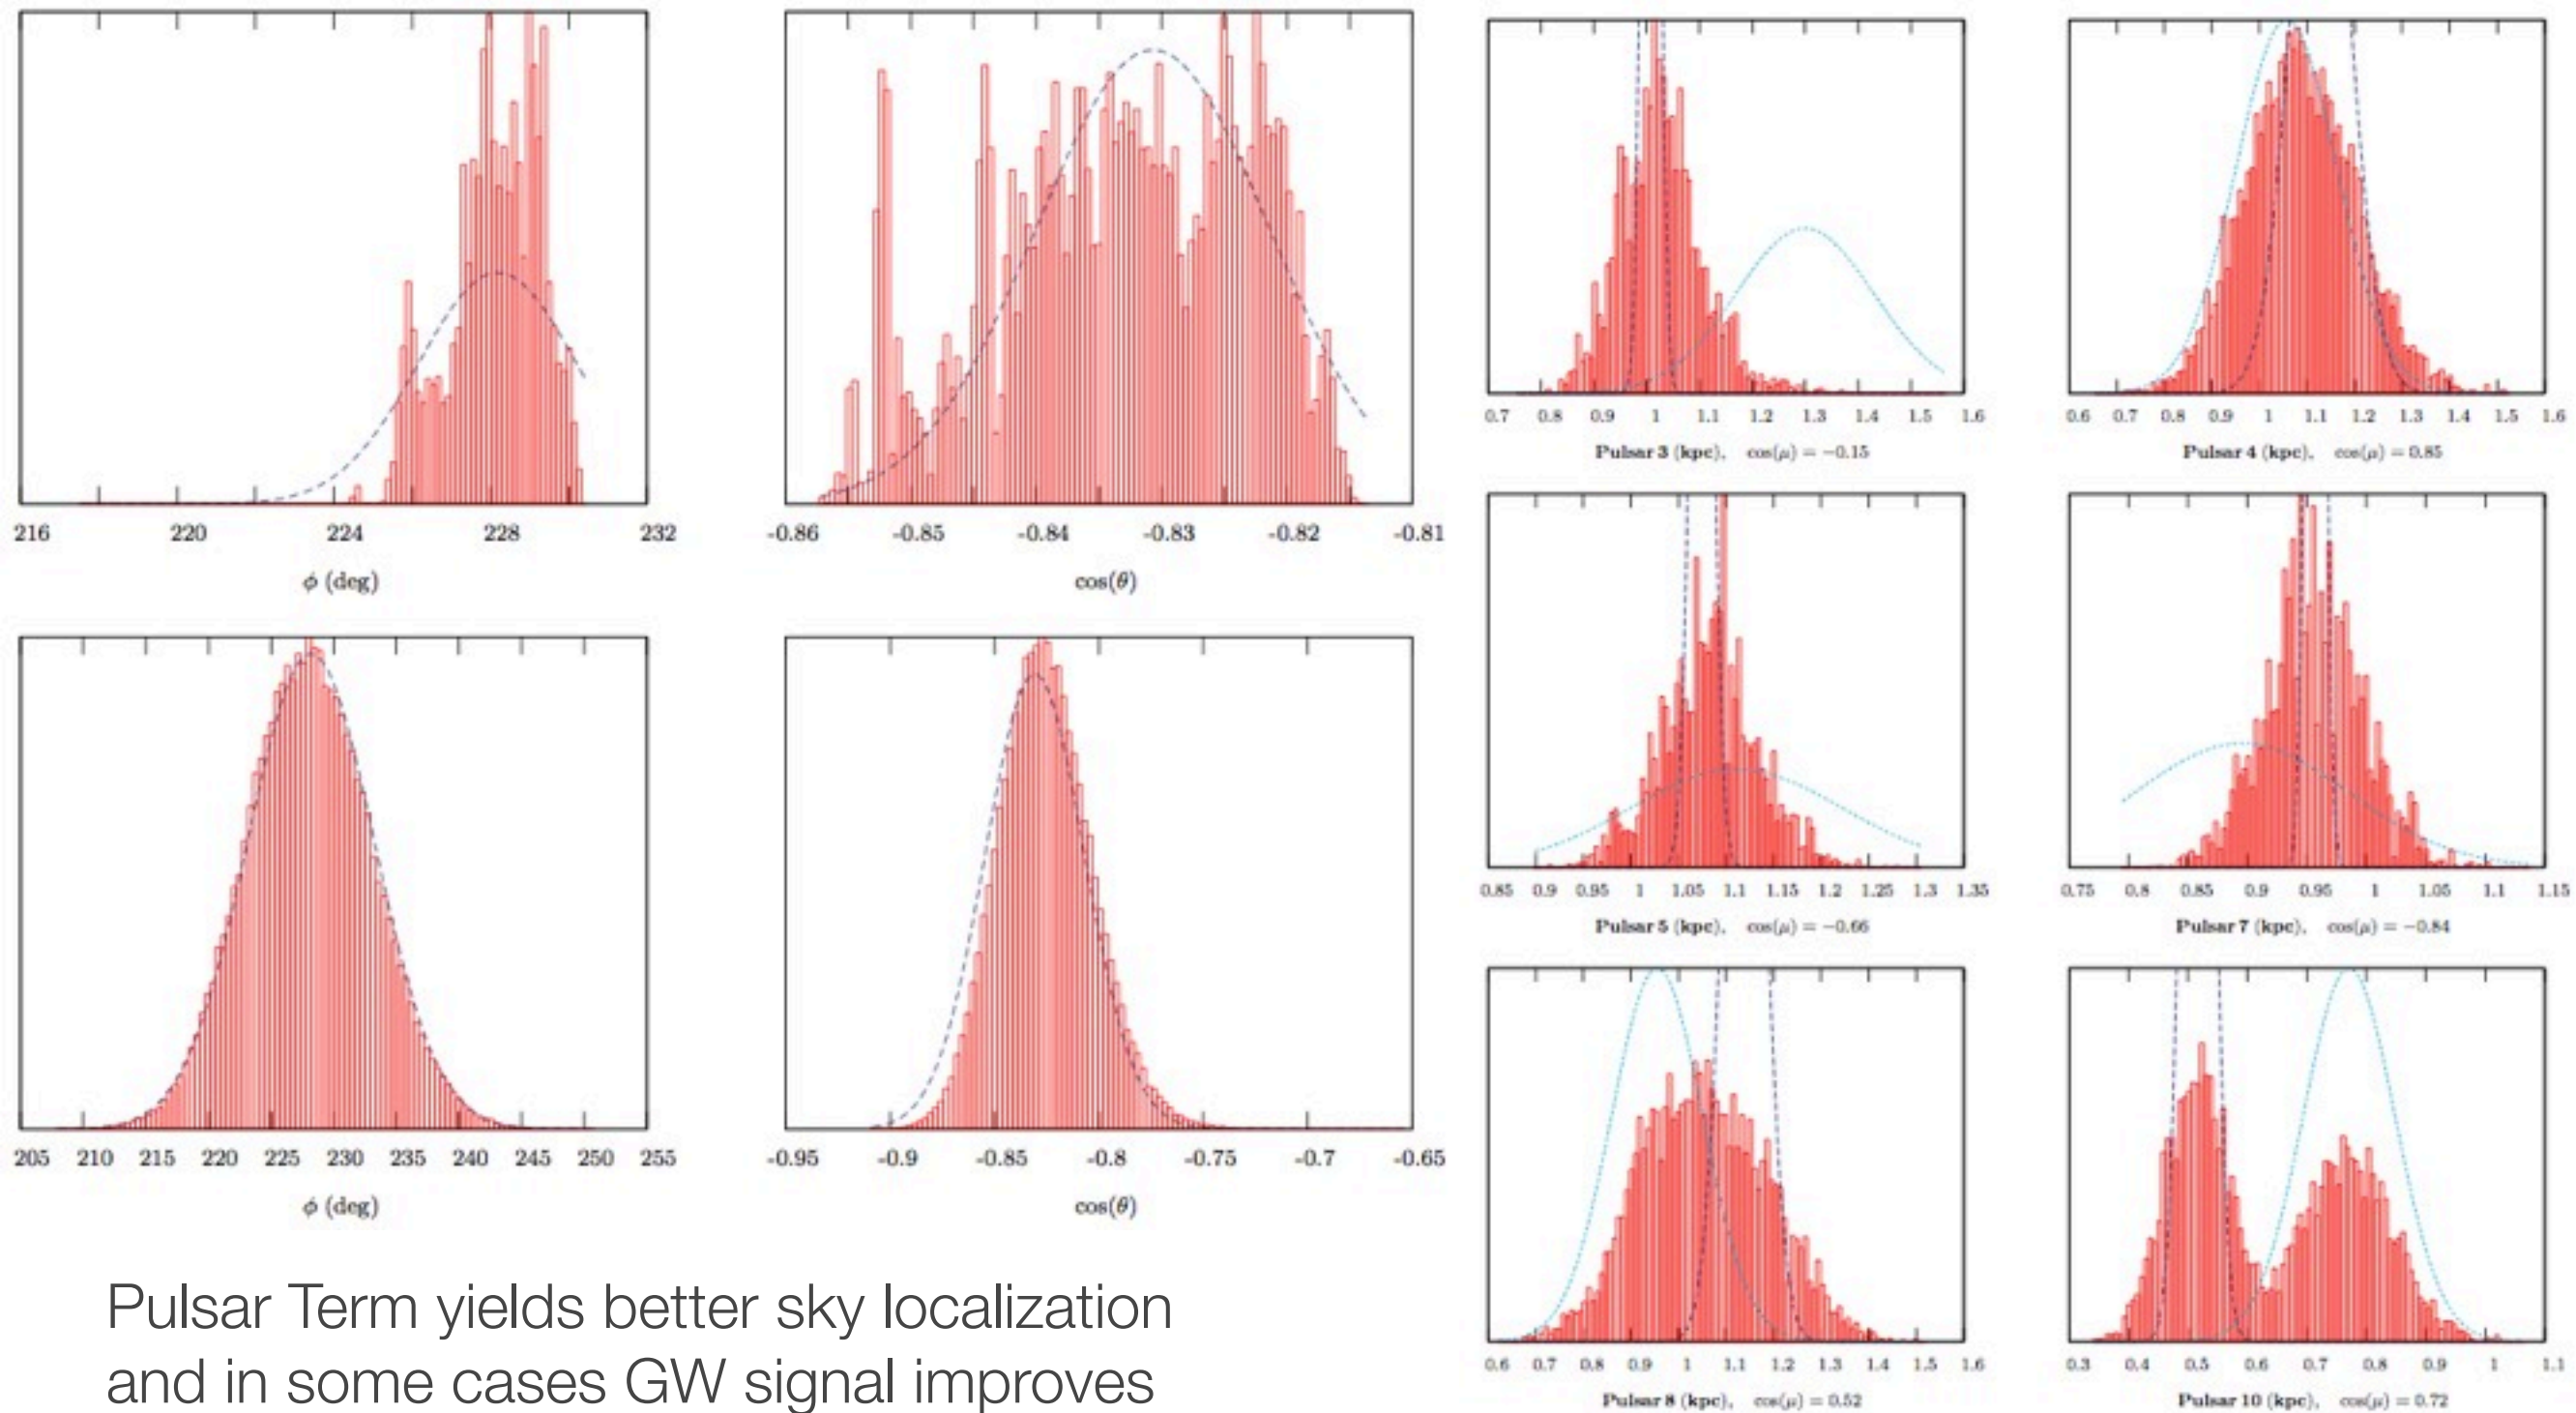 216 220 224 228 232
ϕ (deg)
-0.86 -0.85 -0.84 -0.83 -0.82 -0.81
cos(θ)
205 210 215 220 225 230 235 240 245 250 255
ϕ (deg)
-0.95 -0.9 -0.85 -0.8 -0.75 -0.7 -0.65
cos(θ)
Pulsar Term yields better sky localization
and in some cases GW signal improves
0.7 0.8 0.9 1 1.1 1.2 1.3 1.4 1.5 1.6
Pulsar 3 (kpc), cos(μ) = −0.15
0.6 0.7 0.8 0.9 1 1.1 1.2 1.3 1.4 1.5 1.6
Pulsar 4 (kpc), cos(μ) = 0.85
0.85 0.9 0.95 1 1.05 1.1 1.15 1.2 1.25 1.3 1.35
Pulsar 5 (kpc), cos(μ) = −0.66
0.75 0.8 0.85 0.9 0.95 1 1.05 1.1 1.15
Pulsar 7 (kpc), cos(μ) = −0.84
0.6 0.7 0.8 0.9 1 1.1 1.2 1.3 1.4 1.5 1.6
Pulsar 8 (kpc), cos(μ) = 0.52
0.3 0.4 0.5 0.6 0.7 0.8 0.9 1 1.1
Pulsar 10 (kpc), cos(μ) = 0.72